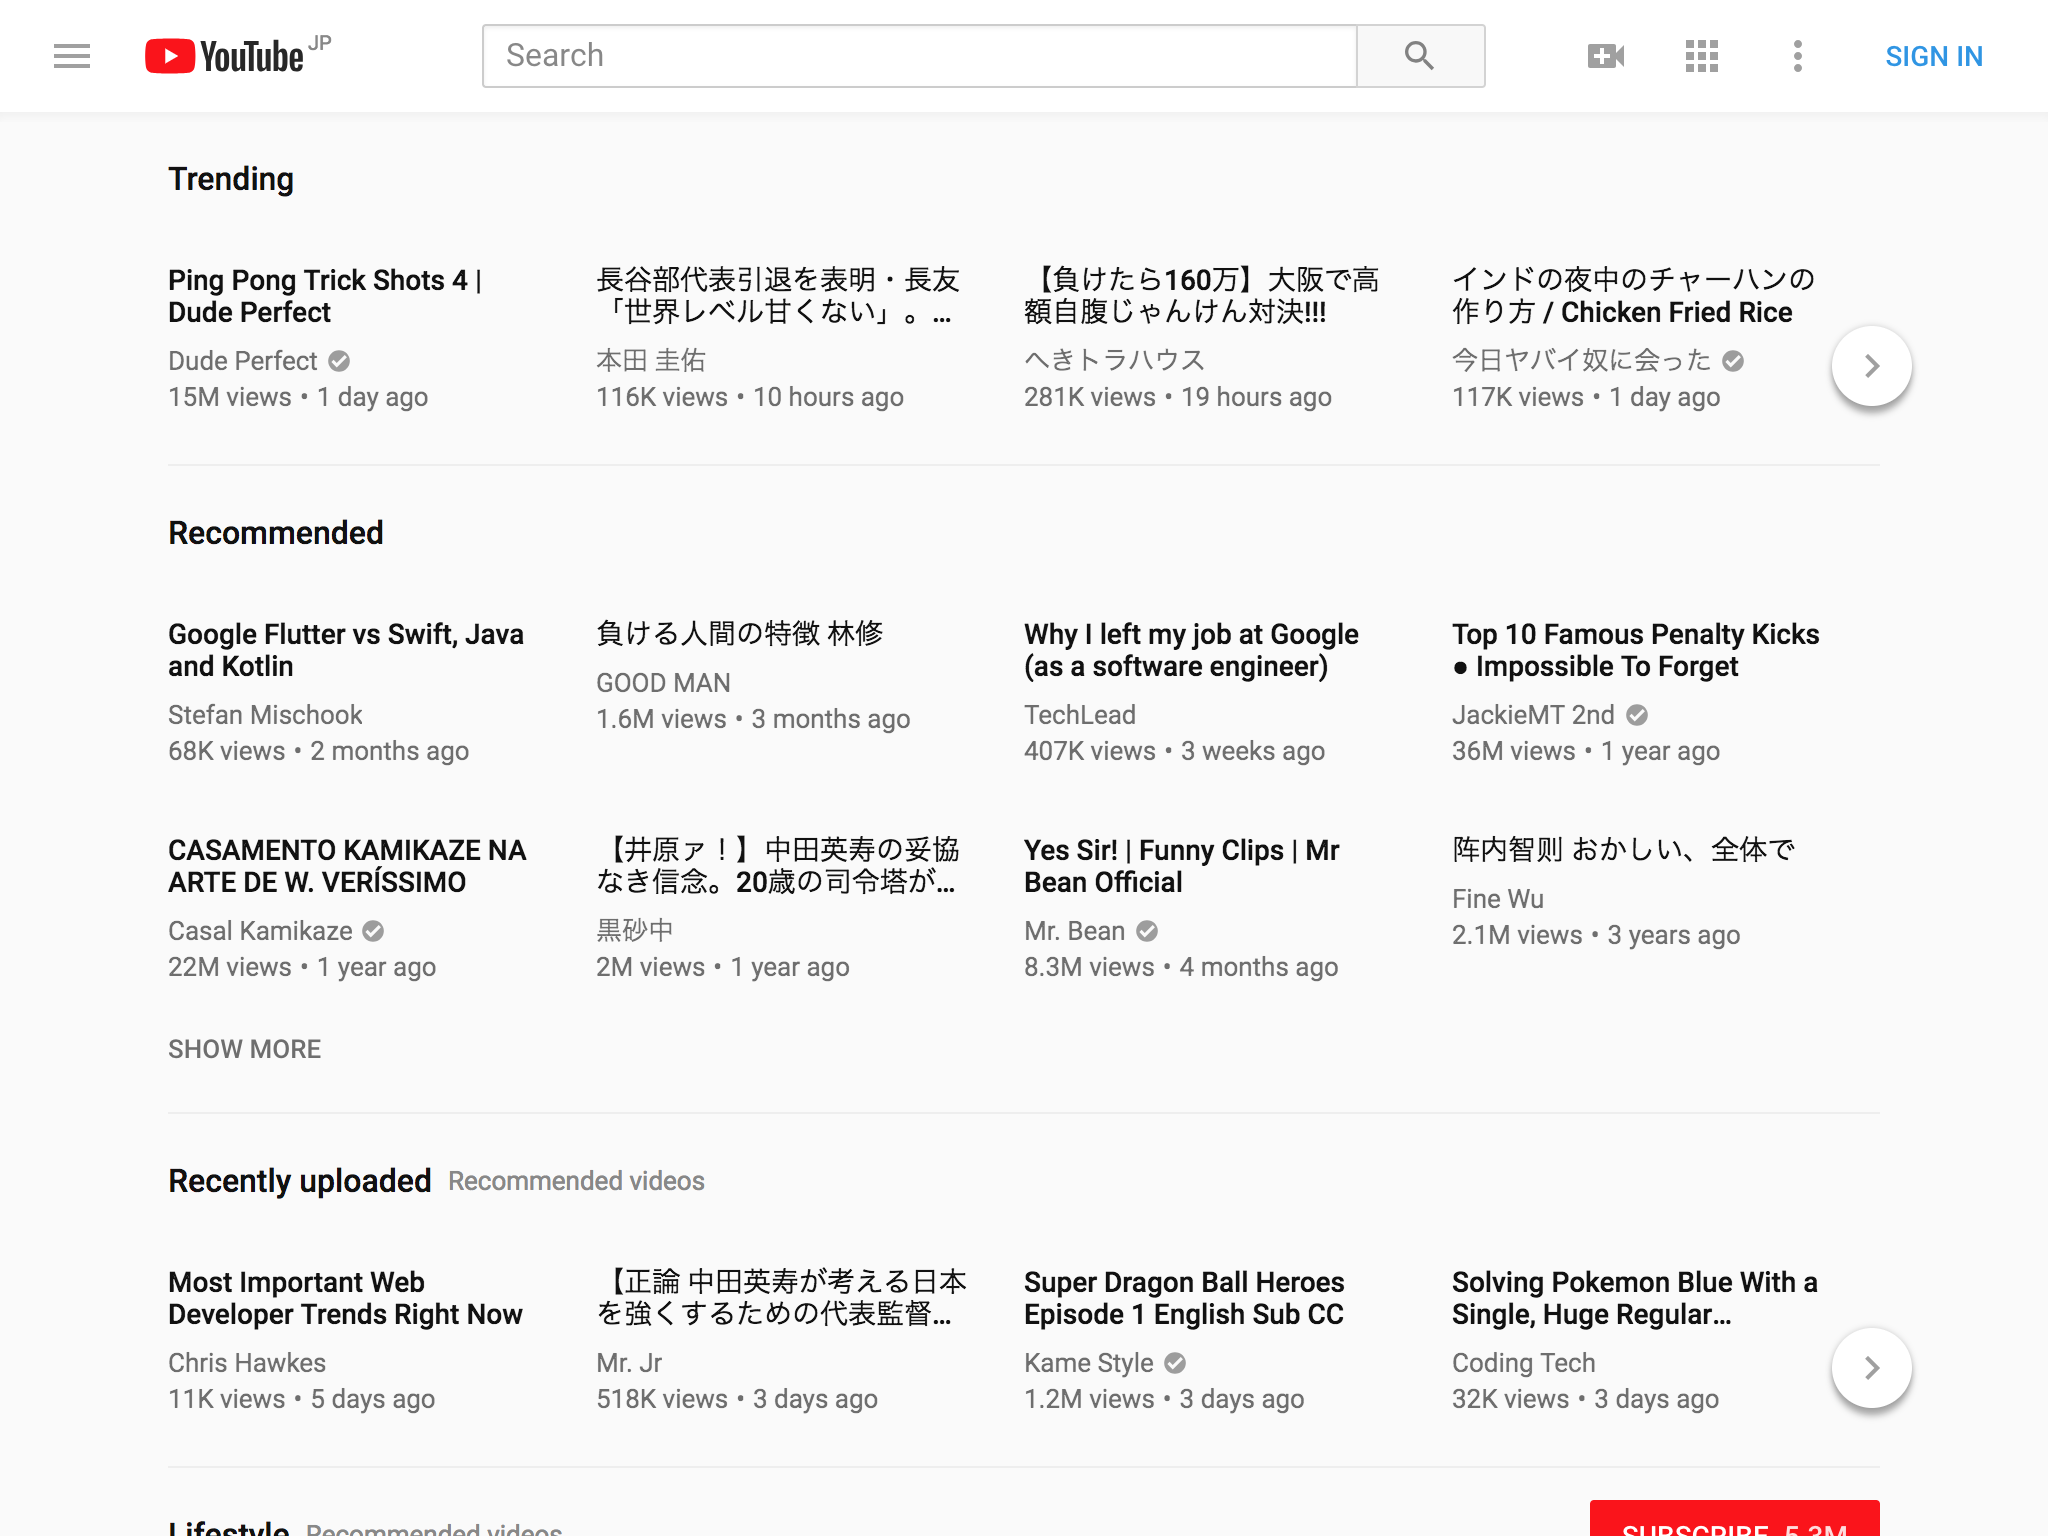 YouTube JP
Search
SIGN IN
Trending
Ping Pong Trick Shots 4 |
Dude Perfect
Dude Perfect
15M views • 1 day ago
長谷部代表引退を表明・長友
「世界レベル甘くない」。...
本田 圭佑
116K views • 10 hours ago
【負けたら160万】大阪で高
額自腹じゃんけん対決!!!
へきトラハウス
281K views • 19 hours ago
インドの夜中のチャーハンの
作り方 / Chicken Fried Rice
今日ヤバイ奴に会った
117K views • 1 day ago
Recommended
Google Flutter vs Swift, Java
and Kotlin
Stefan Mischook
68K views • 2 months ago
負ける人間の特徴 林修
GOOD MAN
1.6M views • 3 months ago
Why I left my job at Google
(as a software engineer)
TechLead
407K views • 3 weeks ago
Top 10 Famous Penalty Kicks
● Impossible To Forget
JackieMT 2nd
36M views • 1 year ago
CASAMENTO KAMIKAZE NA
ARTE DE W. VERÍSSIMO
Casal Kamikaze
22M views • 1 year ago
【井原ァ！】中田英寿の妥協
なき信念。20歳の司令塔が...
黒砂中
2M views • 1 year ago
Yes Sir! | Funny Clips | Mr
Bean Official
Mr. Bean
8.3M views • 4 months ago
阵内智则 おかしい、全体で
Fine Wu
2.1M views • 3 years ago
SHOW MORE
Recently uploaded Recommended videos
Most Important Web
Developer Trends Right Now
Chris Hawkes
11K views • 5 days ago
【正論 中田英寿が考える日本
を強くするための代表監督...
Mr. Jr
518K views • 3 days ago
Super Dragon Ball Heroes
Episode 1 English Sub CC
Kame Style
1.2M views • 3 days ago
Solving Pokemon Blue With a
Single, Huge Regular...
Coding Tech
32K views • 3 days ago
Lifestyle Recommended videos
SUBSCRIBE 5.3M